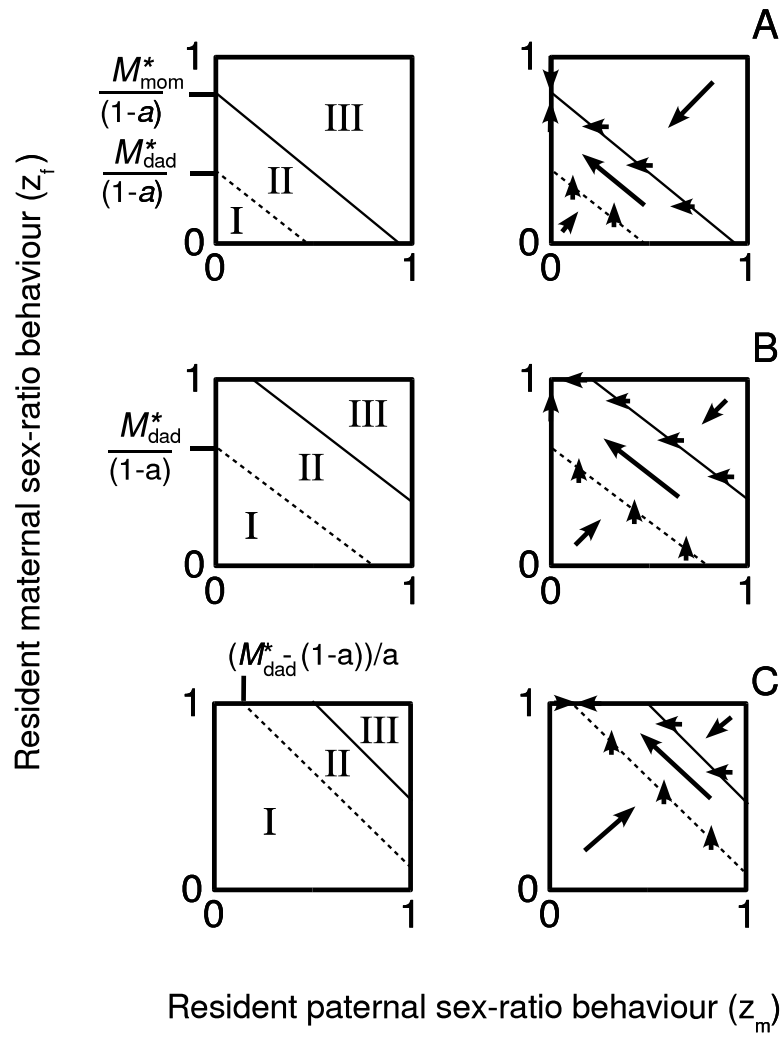 A
1
M*mom
(1-a)
M*dad
(1-a)
III
II
I
0
0
1
1
0
0
1
B
1
M*dad
(1-a)
III
II
I
0
0
1
1
0
0
1
C
(M*dad-(1-a))/a
1
III
II
I
0
0
1
1
0
0
1
Resident maternal sex-ratio behaviour (zf)
Resident paternal sex-ratio behaviour (zm)